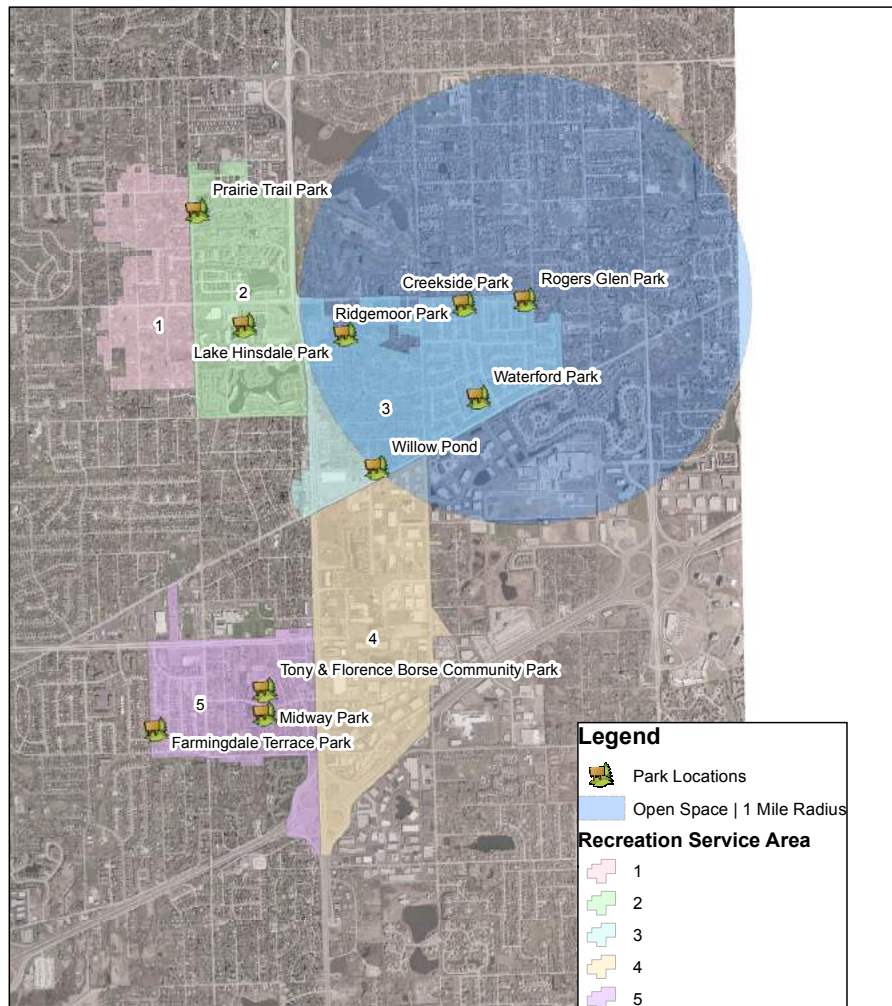 Prairie Trail Park
Creekside Park
Rogers Glen Park
2
Ridgemoor Park
1
Lake Hinsdale Park
Waterford Park
3
Willow Pond
4
Tony & Florence Borse Community Park
5
Midway Park
Farmingdale Terrace Park
Legend
Park Locations
Open Space | 1 Mile Radius
Recreation Service Area
1
2
3
4
5